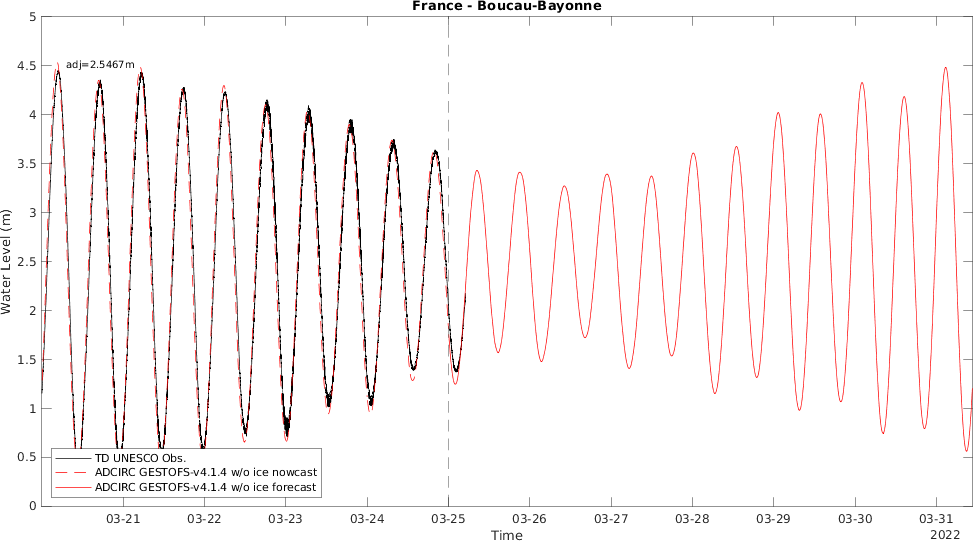 France - Boucau-Bayonne
5
4.5
4
3.5
3
2.5
2
1.5
1
0.5
0
Water Level (m)
adj=2.5467m
TD UNESCO Obs.
ADCIRC GESTOFS-v4.1.4 w/o ice nowcast
ADCIRC GESTOFS-v4.1.4 w/o ice forecast
03-21 03-22 03-23 03-24 03-25 03-26 03-27 03-28 03-29 03-30 03-31
Time
2022